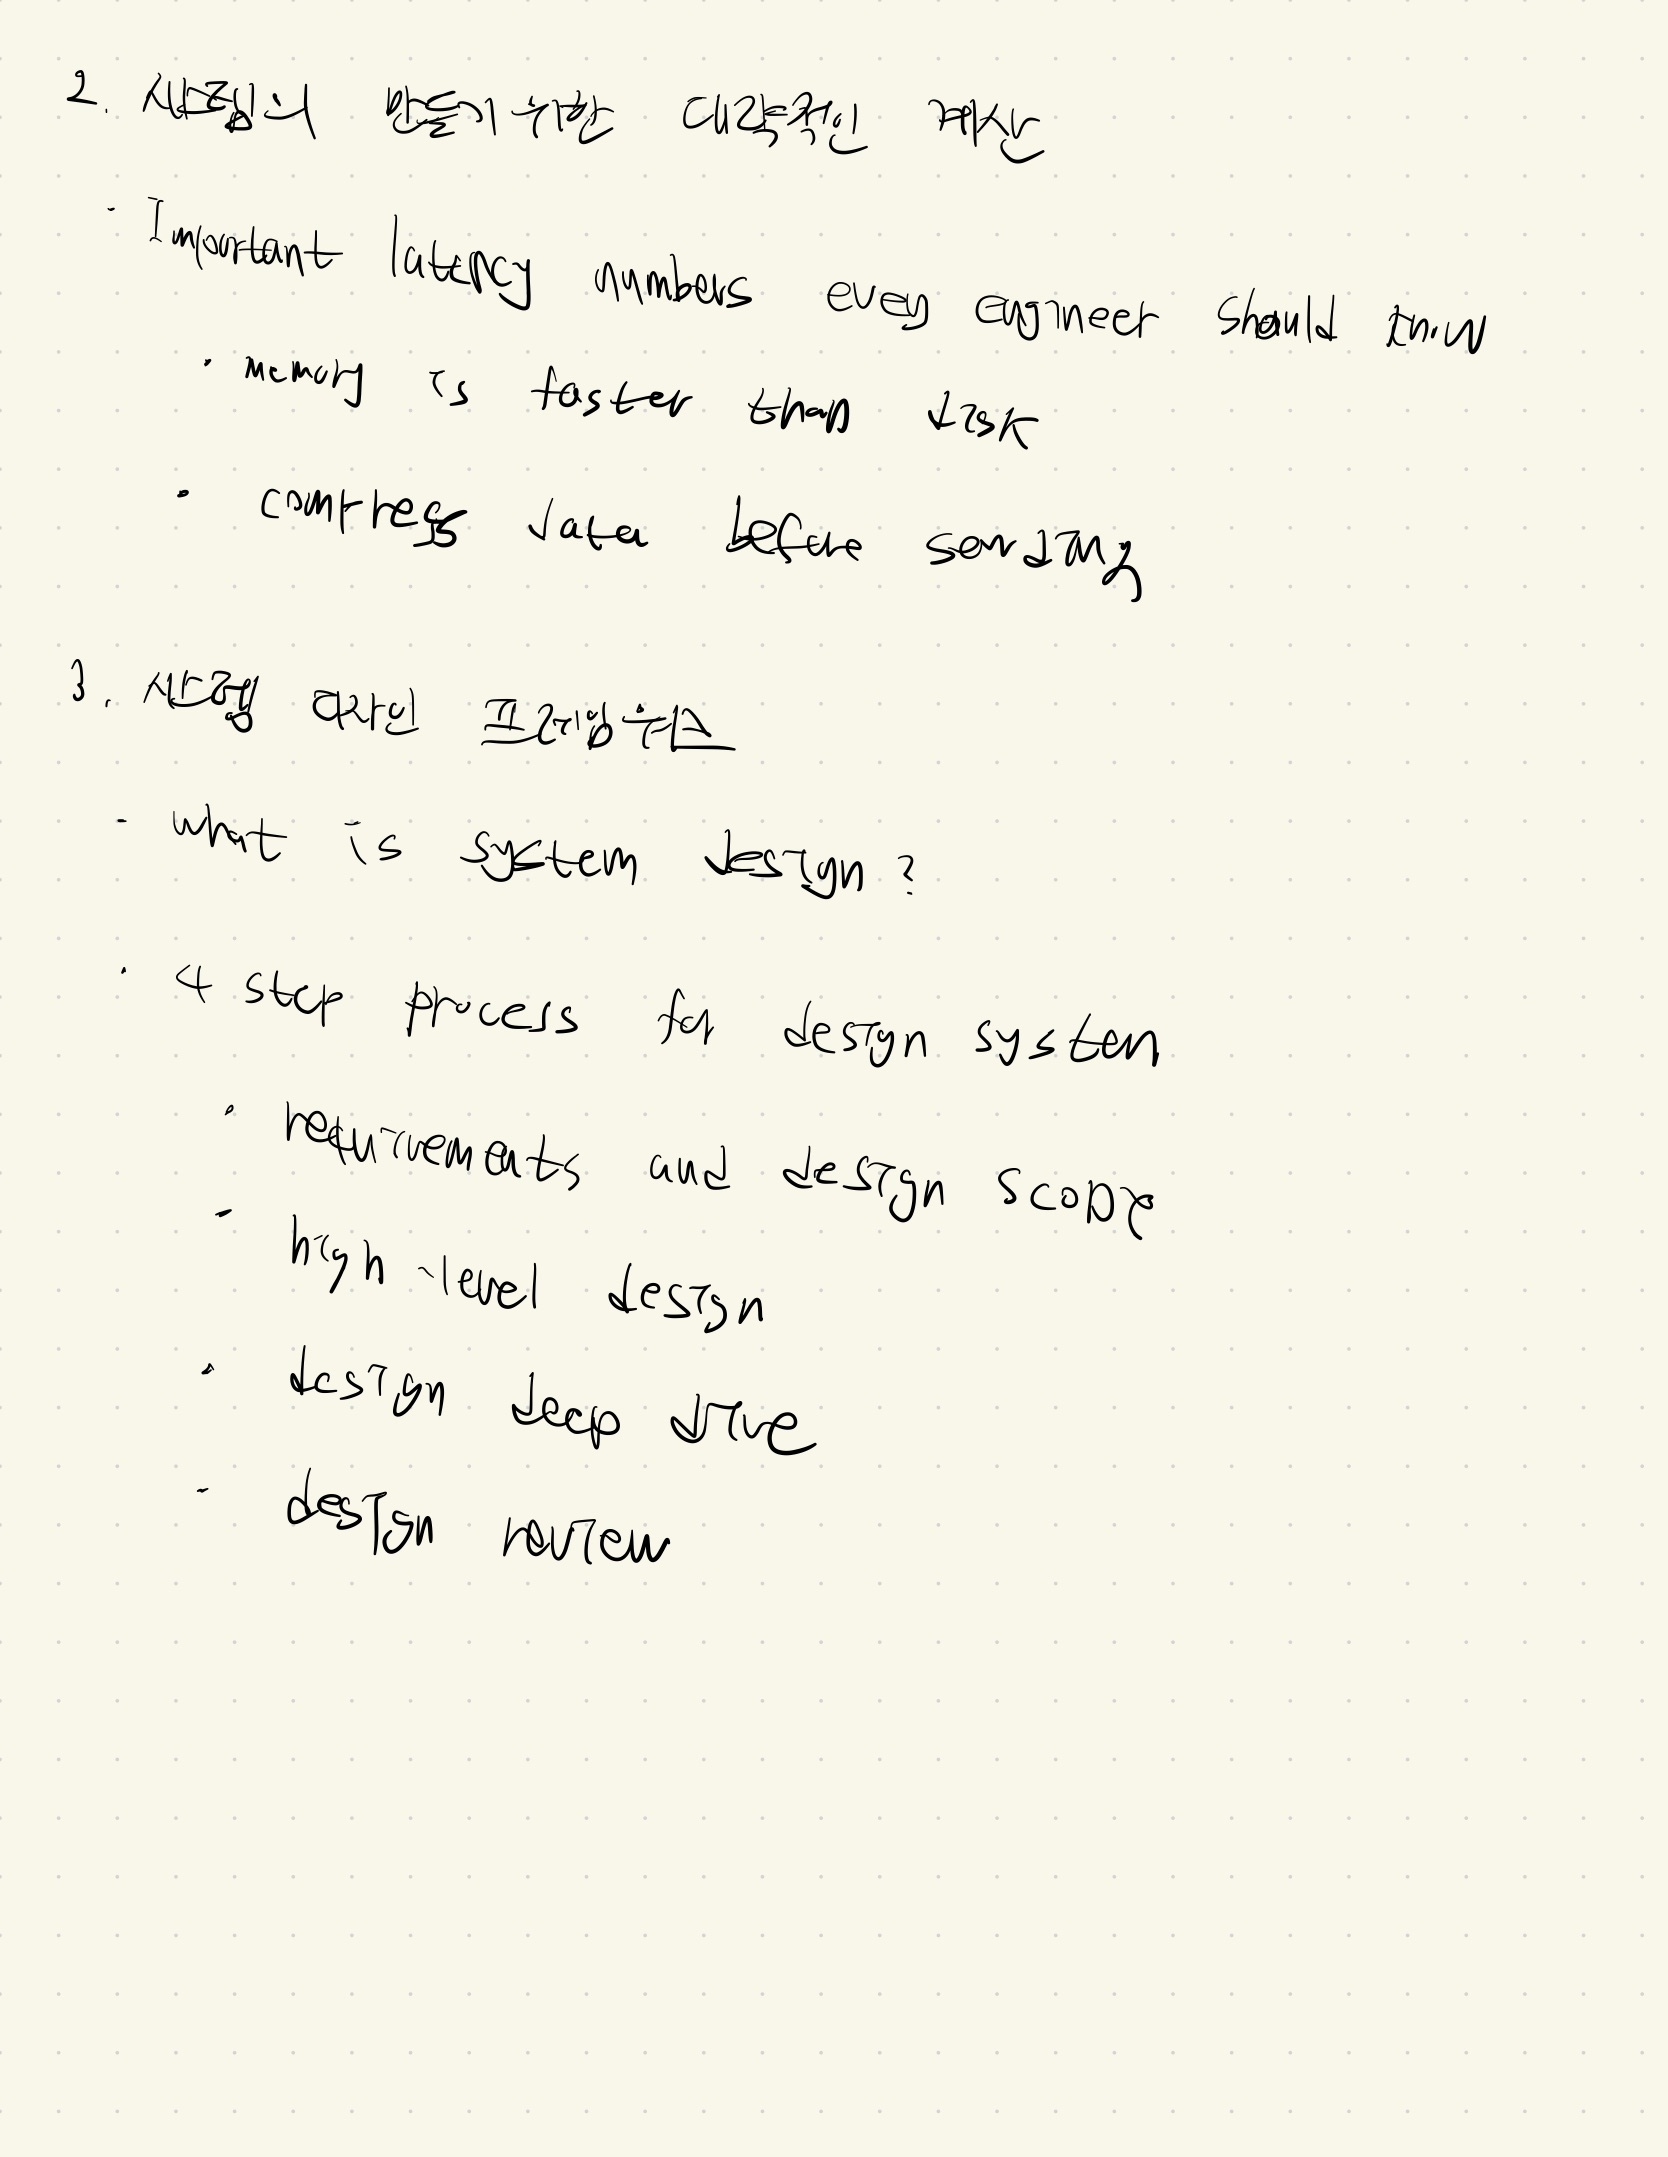 2. 시스템의 만들기위한 대략적인 계산
· Important latency numbers every engineer should know
· memory is faster than disk
· compress data before sending
3. 시스템 디자인 프레임워크
- what is system design?
· 4 step process for design system
· requirements and design scope
- high-level design
· design deep dive
- design review